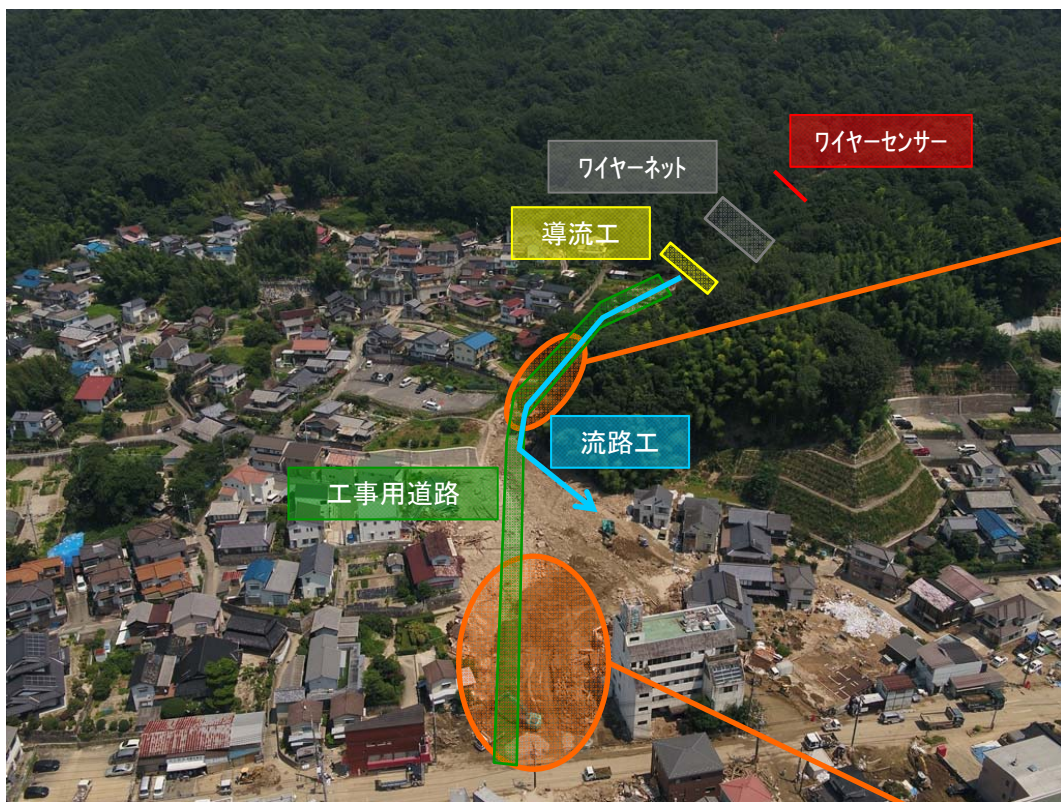 ワイヤーセンサー
ワイヤーネット
導流工
流路工
工事用道路